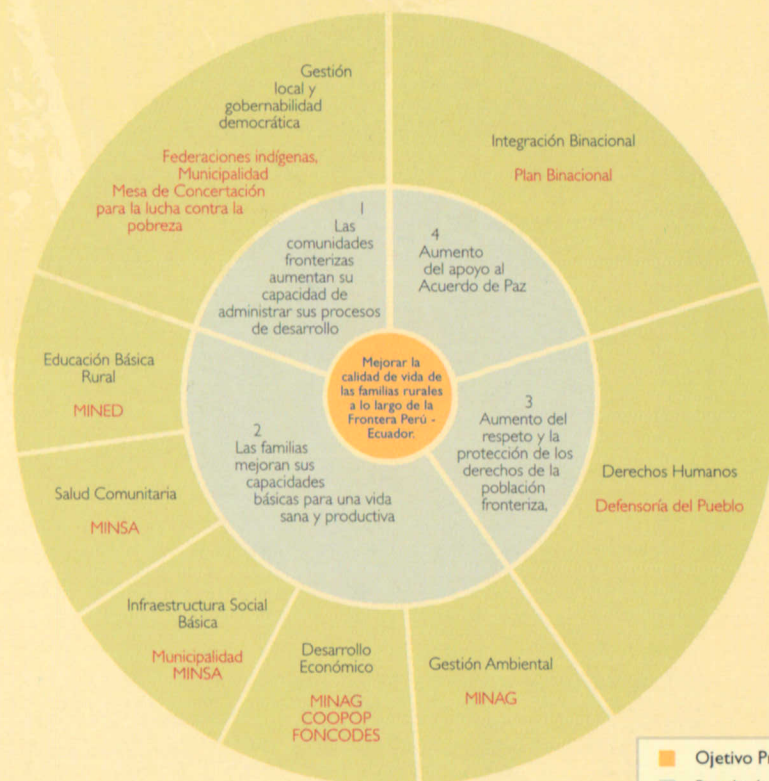 Gestión
local y
gobernabilidad
democrática
Federaciones indígenas,
Municipalidad
Mesa de Concertación
para la lucha contra la
pobreza
Integración Binacional
Plan Binacional
1
Las
comunidades
fronterizas
aumentan su
capacidad de
administrar sus procesos
de desarrollo
4
Aumento
del apoyo al
Acuerdo de Paz
Mejorar la
calidad de vida de
las familias rurales
a lo largo de la
Frontera Perú -
Ecuador.
Educación Básica
Rural
MINED
2
Las familias
mejoran sus
capacidades
básicas para una vida
sana y productiva
3
Aumento del
respeto y la
protección de los
derechos de la
población
fronteriza,
Derechos Humanos
Defensoría del Pueblo
Salud Comunitaria
MINSA
Infraestructura Social
Básica
Municipalidad
MINSA
Desarrollo
Económico
MINAG
COOPOP
FONCODES
Gestión Ambiental
MINAG
Ojetivo